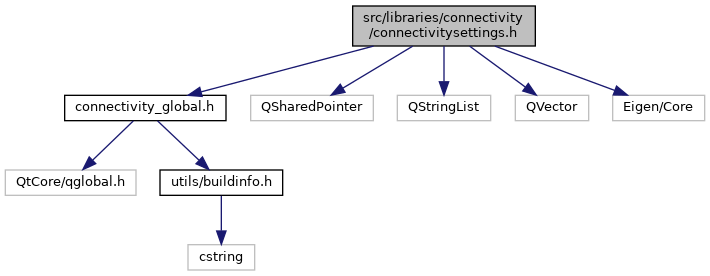 src/libraries/connectivity
/connectivitysettings.h
connectivity_global.h
QSharedPointer
QStringList
QVector
Eigen/Core
QtCore/qglobal.h
utils/buildinfo.h
cstring